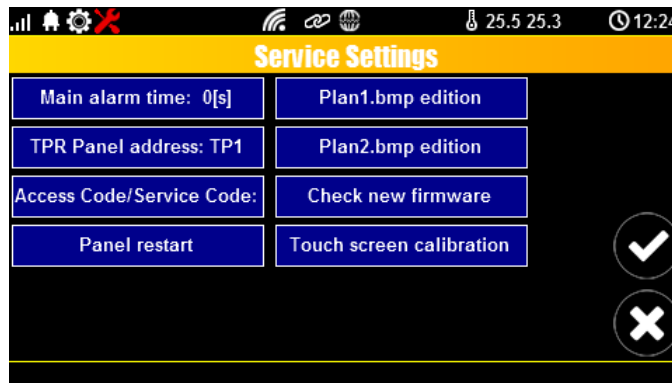 25.5 25.3 12:24
Service Settings
Main alarm time: 0[s]
Plan1.bmp edition
TPR Panel address: TP1
Plan2.bmp edition
Access Code/Service Code:
Check new firmware
Panel restart
Touch screen calibration